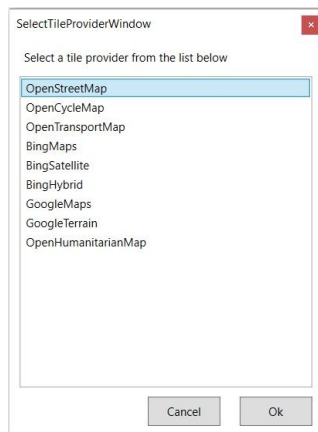 SelectTileProviderWindow
Select a tile provider from the list below
OpenStreetMap
OpenCycleMap
OpenTransportMap
BingMaps
BingSatellite
BingHybrid
GoogleMaps
GoogleTerrain
OpenHumanitarianMap
Cancel Ok